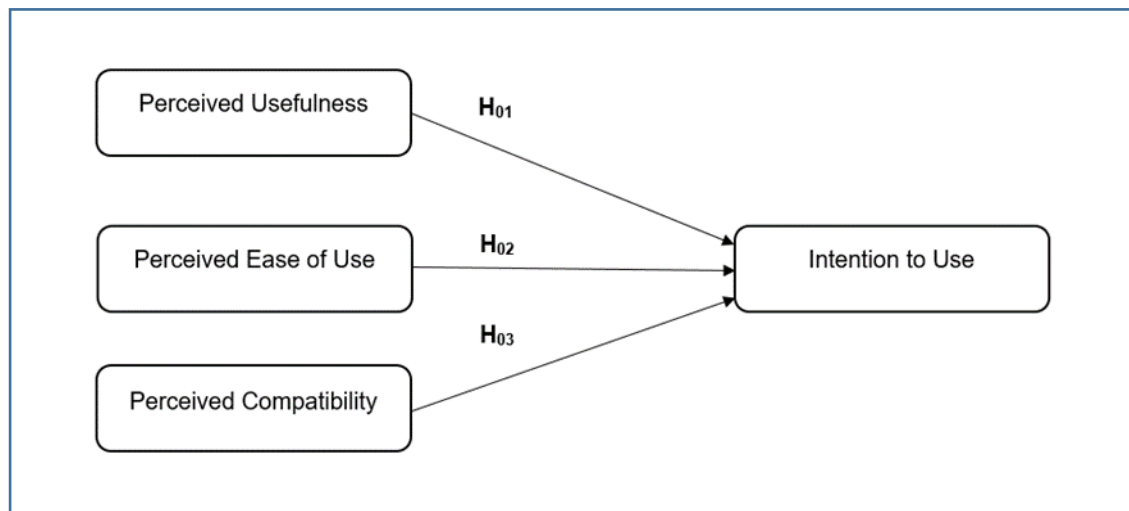 Perceived Usefulness
H₀₁
Perceived Ease of Use
H₀₂
Intention to Use
H₀₃
Perceived Compatibility